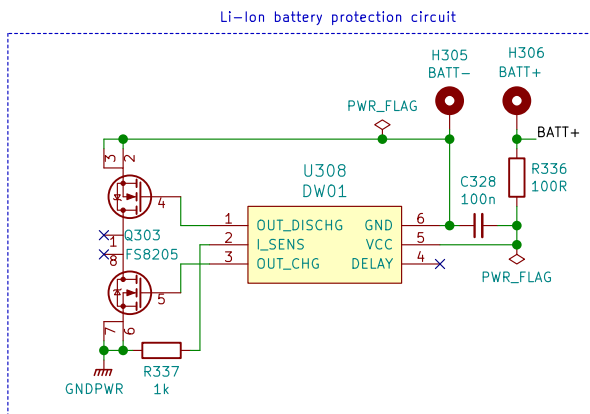 Li-Ion battery protection circuit
H305
BATT-
H306
BATT+
PWR_FLAG
BATT+
3
2
U308
DW01
R336
100R
C328
100n
4
1
OUT_DISCHG
GND
6
Q303
1
2
I_SENS
VCC
5
FS8205
8
3
OUT_CHG
DELAY
4
PWR_FLAG
5
7
6
R337
1k
GNDPWR